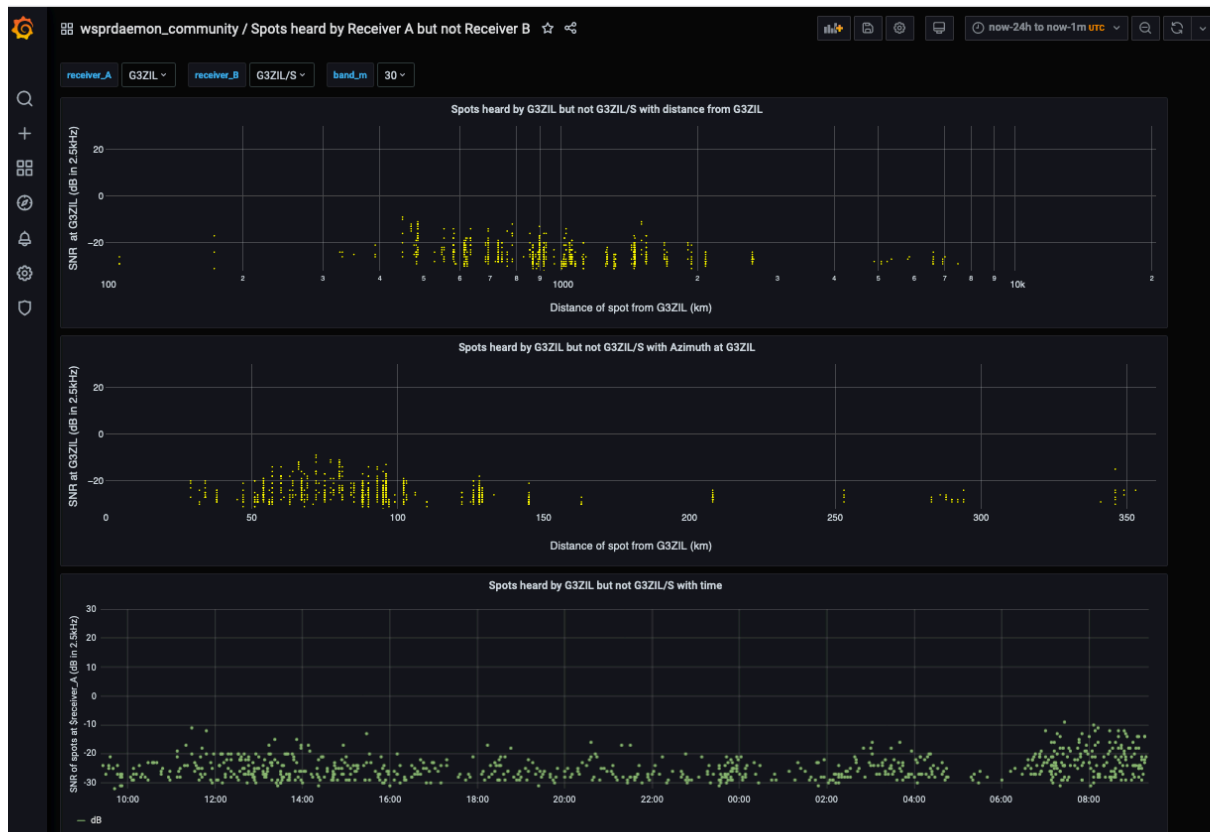 wsprdaemon_community / Spots heard by Receiver A but not Receiver B
now-24h to now-1m UTC
receiver_A G3ZIL receiver_B G3ZIL/S band_m 30
Spots heard by G3ZIL but not G3ZIL/S with distance from G3ZIL
SNR at G3ZIL (dB in 2.5kHz)
20
0
-20
2 3 4 5 6 7 8 9 2 3 4 5 6 7 8 9 2
100 1000 10k
Distance of spot from G3ZIL (km)
Spots heard by G3ZIL but not G3ZIL/S with Azimuth at G3ZIL
SNR at G3ZIL (dB in 2.5kHz)
20
0
-20
0 50 100 150 200 250 300 350
Distance of spot from G3ZIL (km)
Spots heard by G3ZIL but not G3ZIL/S with time
SNR of spots at $receiver_A (dB in 2.5kHz)
30
20
10
0
-10
-20
-30
10:00 12:00 14:00 16:00 18:00 20:00 22:00 00:00 02:00 04:00 06:00 08:00
dB